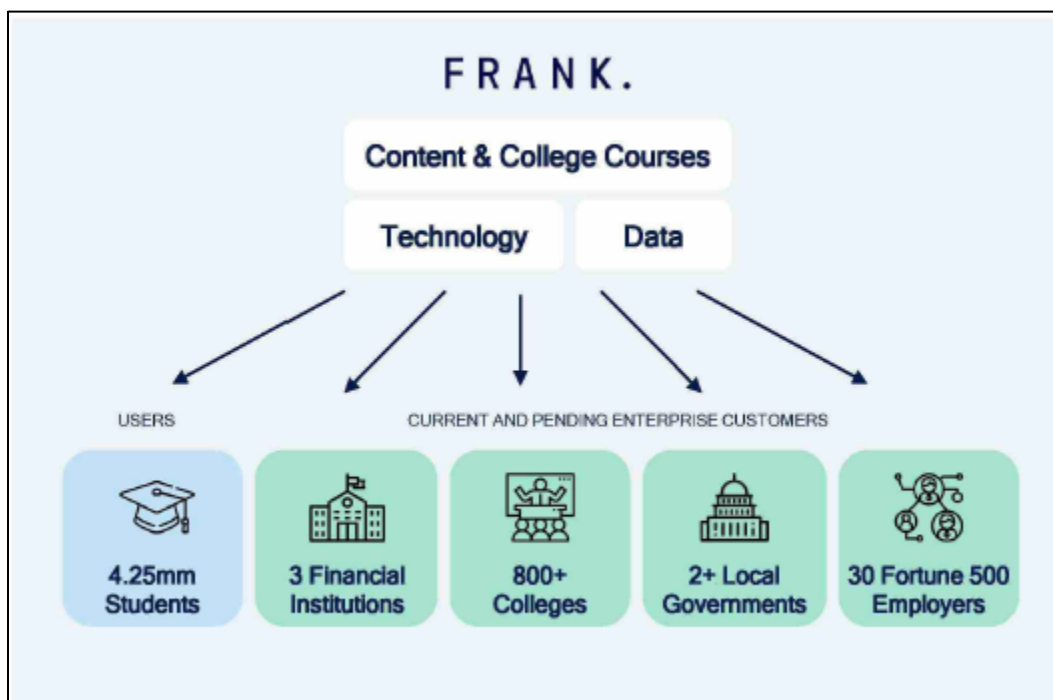 FRANK.
Content & College Courses
Technology
Data
USERS
CURRENT AND PENDING ENTERPRISE CUSTOMERS
4.25mm
Students
3 Financial
Institutions
800+
Colleges
2+ Local
Governments
30 Fortune 500
Employers